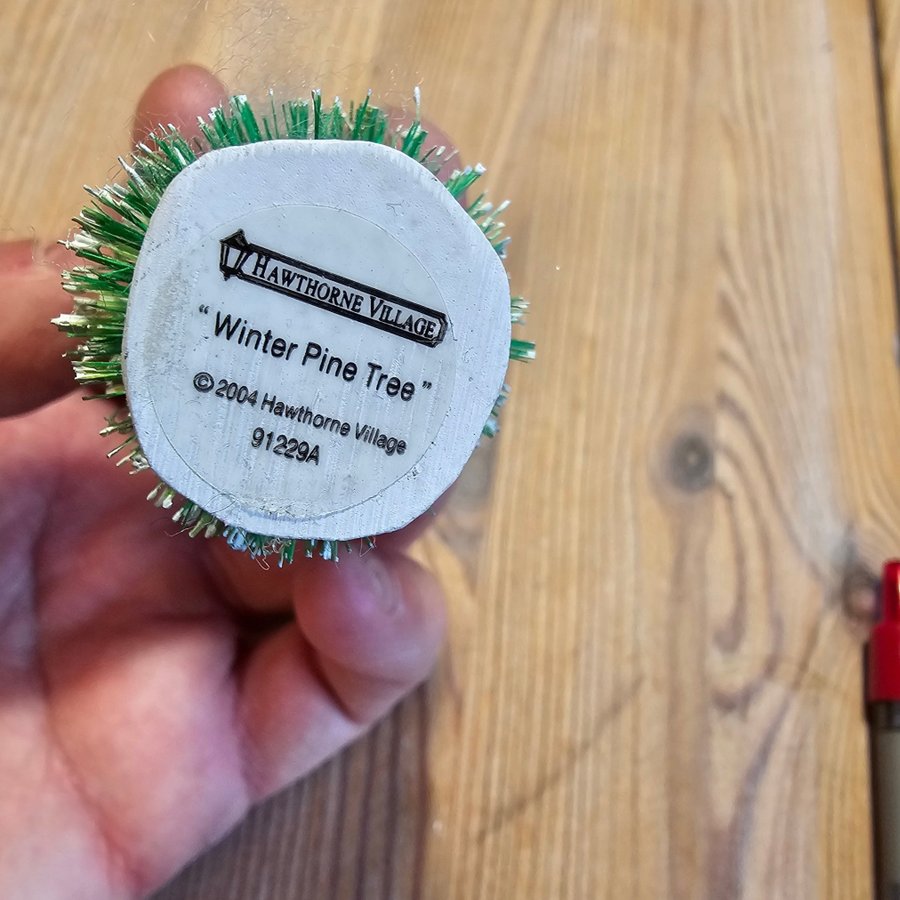 HAWTHORNE VILLAGE
“Winter Pine Tree”
© 2004 Hawthorne Village
91229A